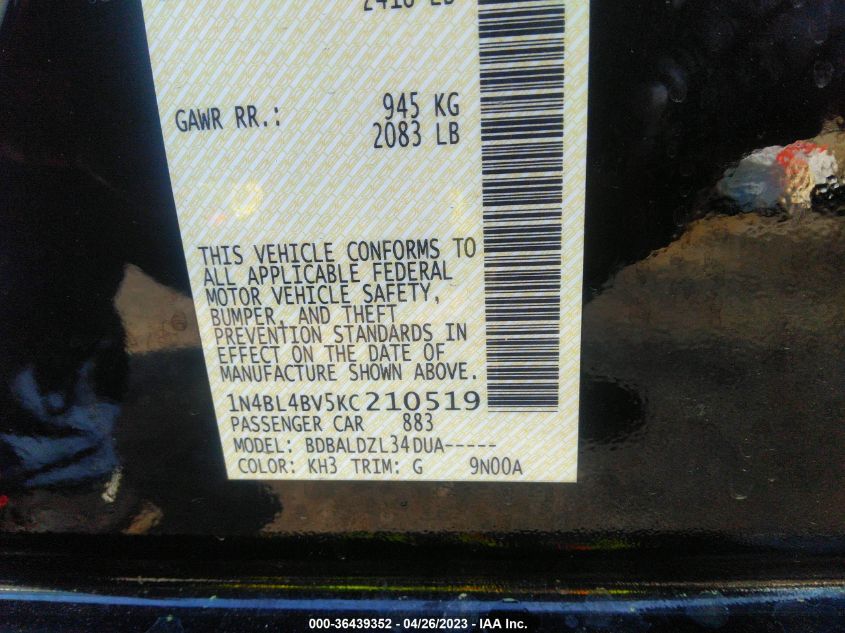 2410 LB
GAWR RR.: 945 KG
2083 LB
THIS VEHICLE CONFORMS TO
ALL APPLICABLE FEDERAL
MOTOR VEHICLE SAFETY,
BUMPER, AND THEFT
PREVENTION STANDARDS IN
EFFECT ON THE DATE OF
MANUFACTURE SHOWN ABOVE.
1N4BL4BV5KC210519
PASSENGER CAR 883
MODEL: BDBALDZL34DUA-----
COLOR: KH3 TRIM: G 9N00A
000-36439352 - 04/26/2023 - IAA Inc.